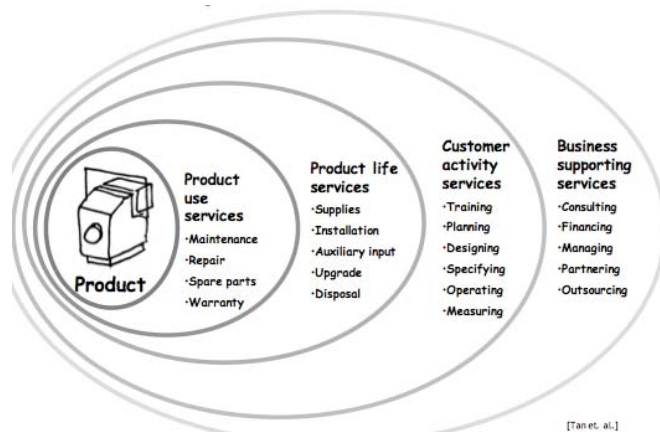 Product
Product
use
services
·Maintenance
·Repair
·Spare parts
·Warranty
Product life
services
·Supplies
·Installation
·Auxiliary input
·Upgrade
·Disposal
Customer
activity
services
·Training
·Planning
·Designing
·Specifying
·Operating
·Measuring
Business
supporting
services
·Consulting
·Financing
·Managing
·Partnering
·Outsourcing
[Tan et. al.]